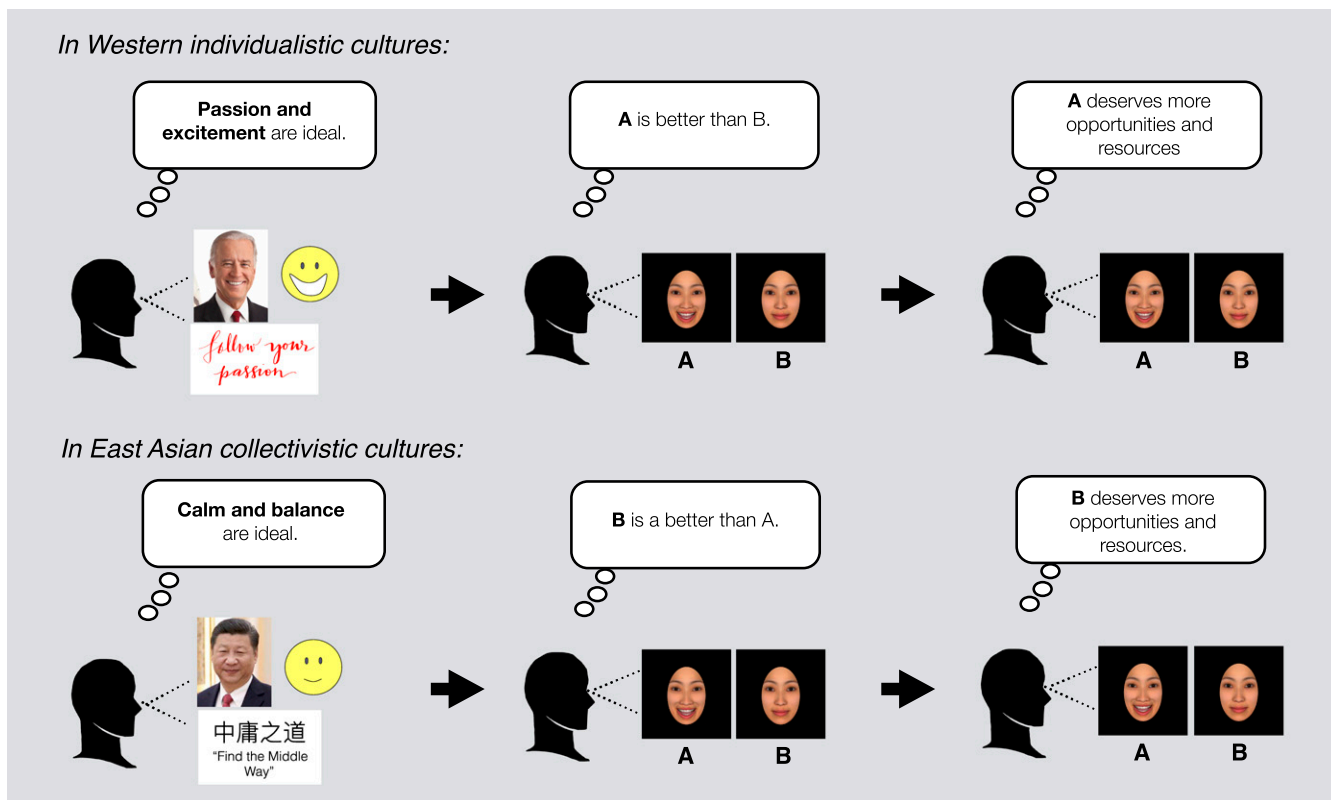 In Western individualistic cultures:
Passion and
excitement are ideal.
A is better than B.
A deserves more
opportunities and
resources
follow your
passion
A
B
A
B
In East Asian collectivistic cultures:
Calm and balance
are ideal.
B is a better than A.
B deserves more
opportunities and
resources.
中庸之道
“Find the Middle
Way”
A
B
A
B